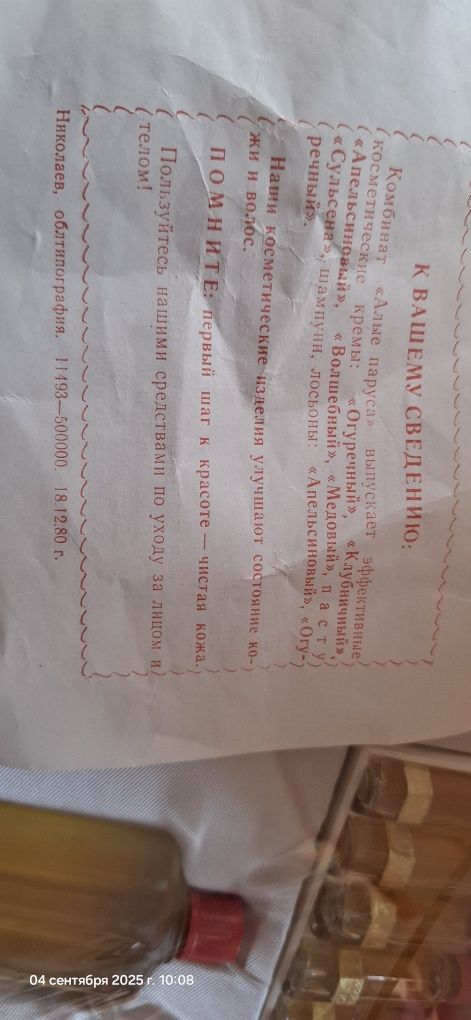 К ВАШЕМУ СВЕДЕНИЮ:
Комбинат «Алые паруса» выпускает эффективные
косметические кремы: «Огуречный», «Клубничный»,
«Апельсиновый», «Волшебный», «Медовый», пасту
«Сульсена», шампуни, лосьоны: «Апельсиновый», «Огу-
речный».
Наши косметические изделия улучшают состояние ко-
жи и волос.
ПОМНИТЕ: первый шаг к красоте — чистая кожа.
Пользуйтесь нашими средствами по уходу за лицом и
телом!
Николаев, облтипография. 11493—500000. 18.12.80 г.
04 сентября 2025 г. 10:08